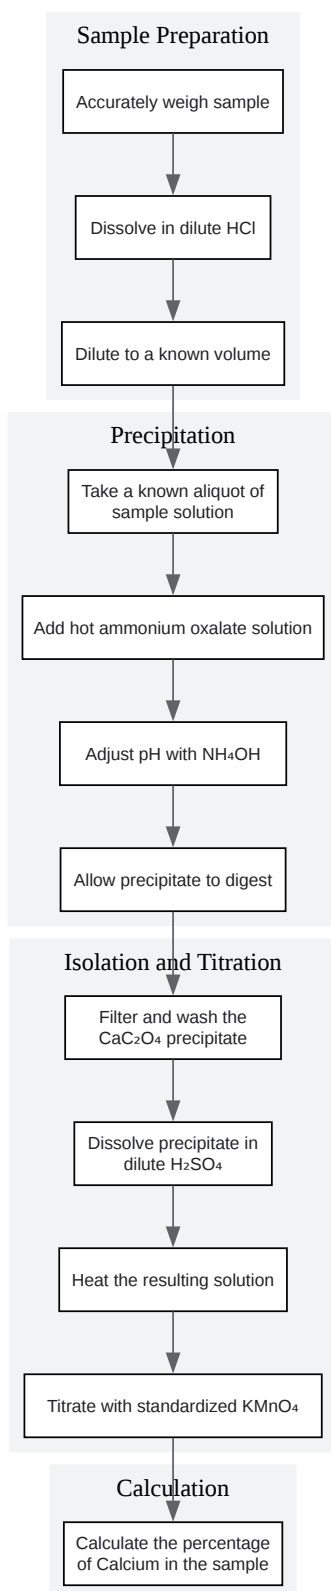 Sample Preparation
Accurately weigh sample
Dissolve in dilute HCl
Dilute to a known volume
Precipitation
Take a known aliquot of
sample solution
Add hot ammonium oxalate solution
Adjust pH with NH₄OH
Allow precipitate to digest
Isolation and Titration
Filter and wash the
CaC₂O₄ precipitate
Dissolve precipitate in
dilute H₂SO₄
Heat the resulting solution
Titrate with standardized KMnO₄
Calculation
Calculate the percentage
of Calcium in the sample